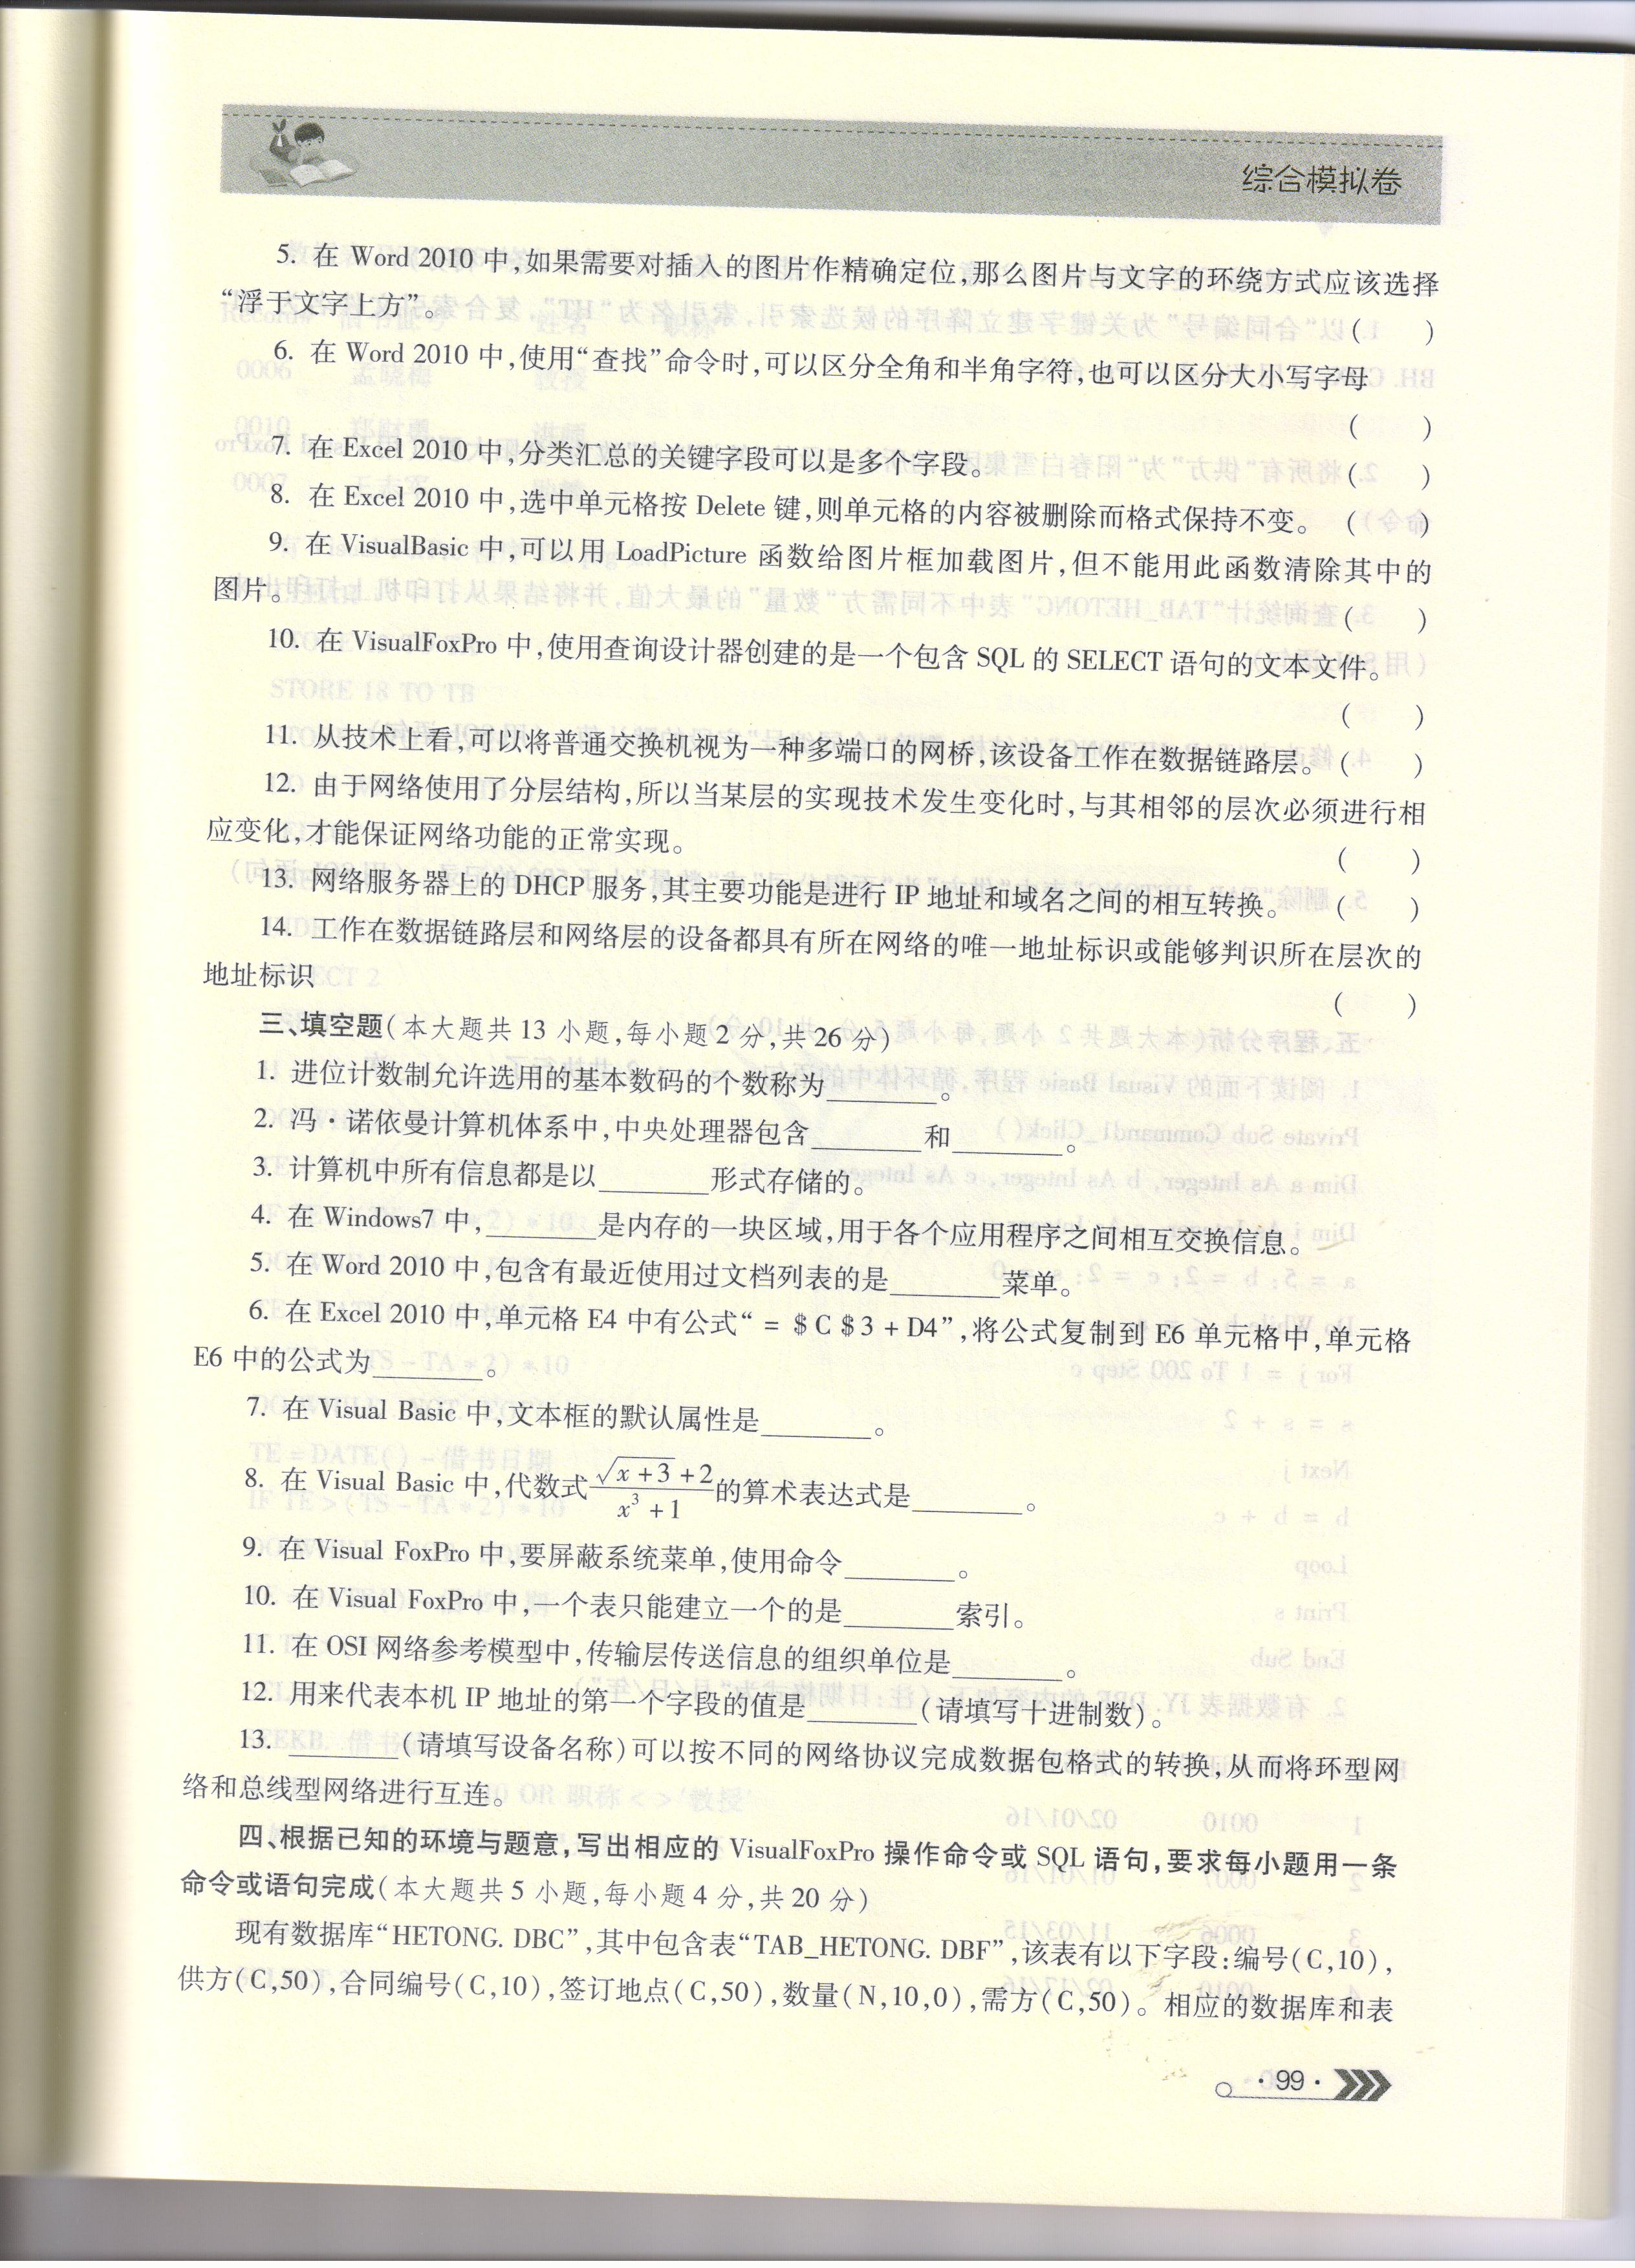 综合模拟卷
5. 在 Word 2010 中,如果需要对插入的图片作精确定位,那么图片与文字的环绕方式应该选择
“浮于文字上方”。 ( )
6. 在 Word 2010 中,使用“查找”命令时,可以区分全角和半角字符,也可以区分大小写字母
( )
7. 在 Excel 2010 中,分类汇总的关键字段可以是多个字段。 ( )
8. 在 Excel 2010 中,选中单元格按 Delete 键,则单元格的内容被删除而格式保持不变。 ( )
9. 在 VisualBasic 中,可以用 LoadPicture 函数给图片框加载图片,但不能用此函数清除其中的
图片。 ( )
10. 在 VisualFoxPro 中,使用查询设计器创建的是一个包含 SQL 的 SELECT 语句的文本文件。
( )
11. 从技术上看,可以将普通交换机视为一种多端口的网桥,该设备工作在数据链路层。 ( )
12. 由于网络使用了分层结构,所以当某层的实现技术发生变化时,与其相邻的层次必须进行相
应变化,才能保证网络功能的正常实现。 ( )
13. 网络服务器上的 DHCP 服务,其主要功能是进行 IP 地址和域名之间的相互转换。 ( )
14. 工作在数据链路层和网络层的设备都具有所在网络的唯一地址标识或能够判识所在层次的
地址标识 ( )
三、填空题(本大题共 13 小题,每小题 2 分,共 26 分)
1. 进位计数制允许选用的基本数码的个数称为________。
2. 冯·诺依曼计算机体系中,中央处理器包含________和________。
3. 计算机中所有信息都是以________形式存储的。
4. 在 Windows7 中,________是内存的一块区域,用于各个应用程序之间相互交换信息。
5. 在 Word 2010 中,包含有最近使用过文档列表的是________菜单。
6. 在 Excel 2010 中,单元格 E4 中有公式“ = $C$3 + D4”,将公式复制到 E6 单元格中,单元格
E6 中的公式为________。
7. 在 Visual Basic 中,文本框的默认属性是________。
8. 在 Visual Basic 中,代数式 (√(x+3)+2)/(x³+1) 的算术表达式是________。
9. 在 Visual FoxPro 中,要屏蔽系统菜单,使用命令________。
10. 在 Visual FoxPro 中,一个表只能建立一个的是________索引。
11. 在 OSI 网络参考模型中,传输层传送信息的组织单位是________。
12. 用来代表本机 IP 地址的第一个字段的值是________(请填写十进制数)。
13. ________(请填写设备名称)可以按不同的网络协议完成数据包格式的转换,从而将环型网
络和总线型网络进行互连。
四、根据已知的环境与题意,写出相应的 VisualFoxPro 操作命令或 SQL 语句,要求每小题用一条
命令或语句完成(本大题共 5 小题,每小题 4 分,共 20 分)
现有数据库“HETONG. DBC”,其中包含表“TAB_HETONG. DBF”,该表有以下字段:编号(C,10),
供方(C,50),合同编号(C,10),签订地点(C,50),数量(N,10,0),需方(C,50)。相应的数据库和表
· 99 ·